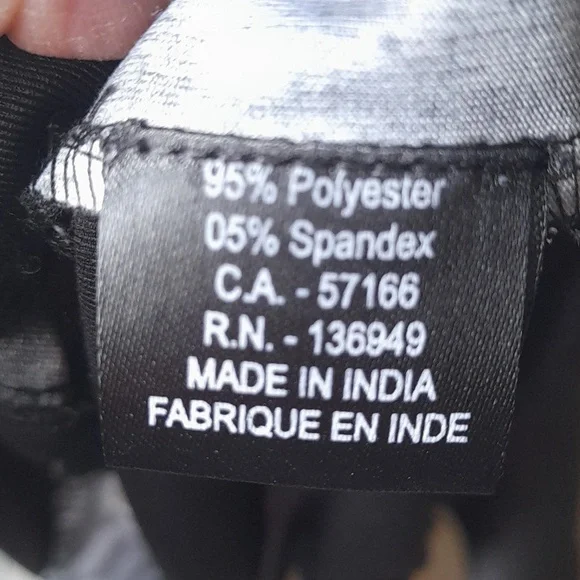 95% Polyester
05% Spandex
C.A. - 57166
R.N. - 136949
MADE IN INDIA
FABRIQUE EN INDE